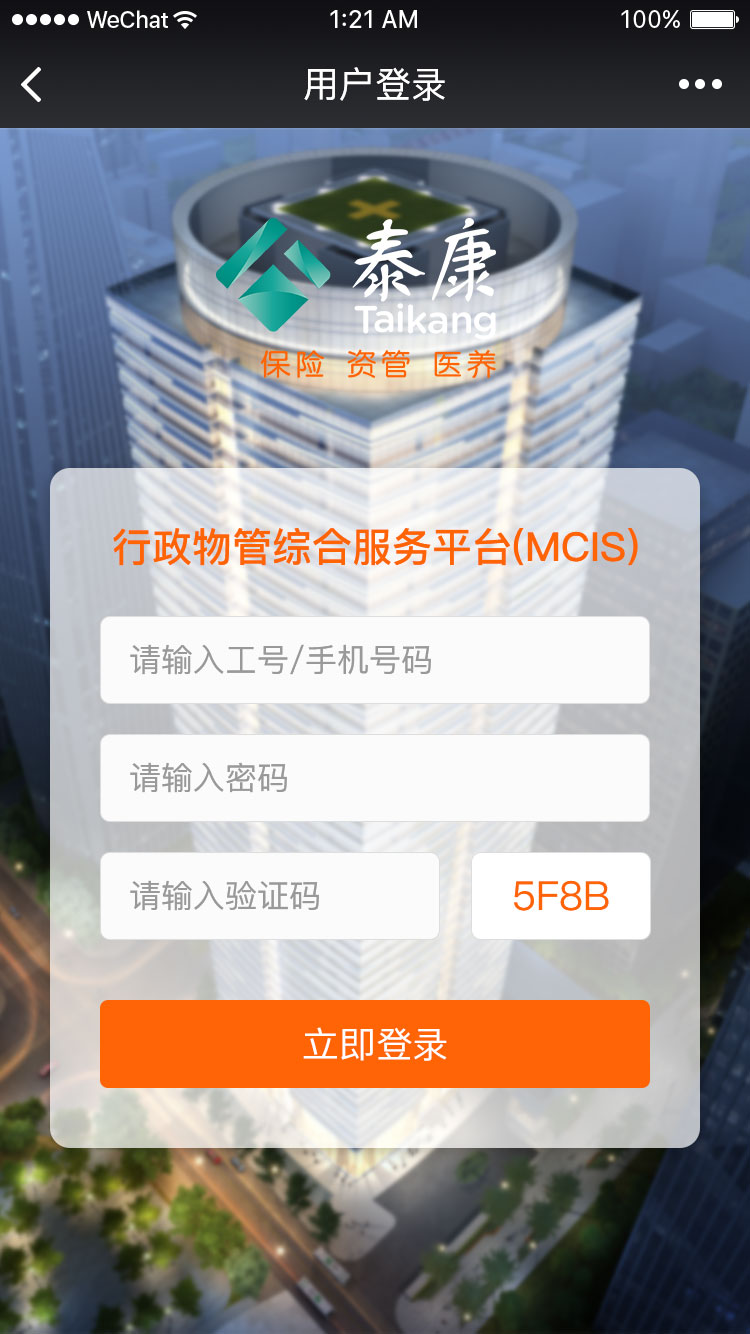 WeChat 1:21 AM 100%
用户登录
泰康
Taikang
保险 资管 医养
行政物管综合服务平台(MCIS)
请输入工号/手机号码
请输入密码
请输入验证码 5F8B
立即登录